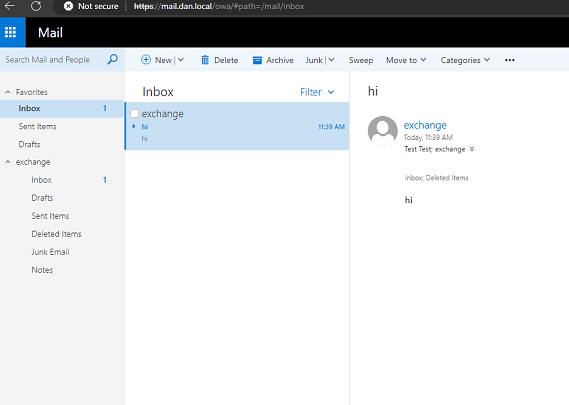 Not secure
https://mail.dan.local/owa/#path=/mail/inbox
Mail
Search Mail and People
New Delete Archive Junk Sweep Move to Categories •••
Favorites
Inbox 1
Sent Items
Drafts
exchange
Inbox 1
Drafts
Sent Items
Deleted Items
Junk Email
Notes
Inbox Filter
exchange
hi 11:39 AM
hi
hi
exchange
Today, 11:39 AM
Test Test; exchange
Inbox; Deleted Items
hi